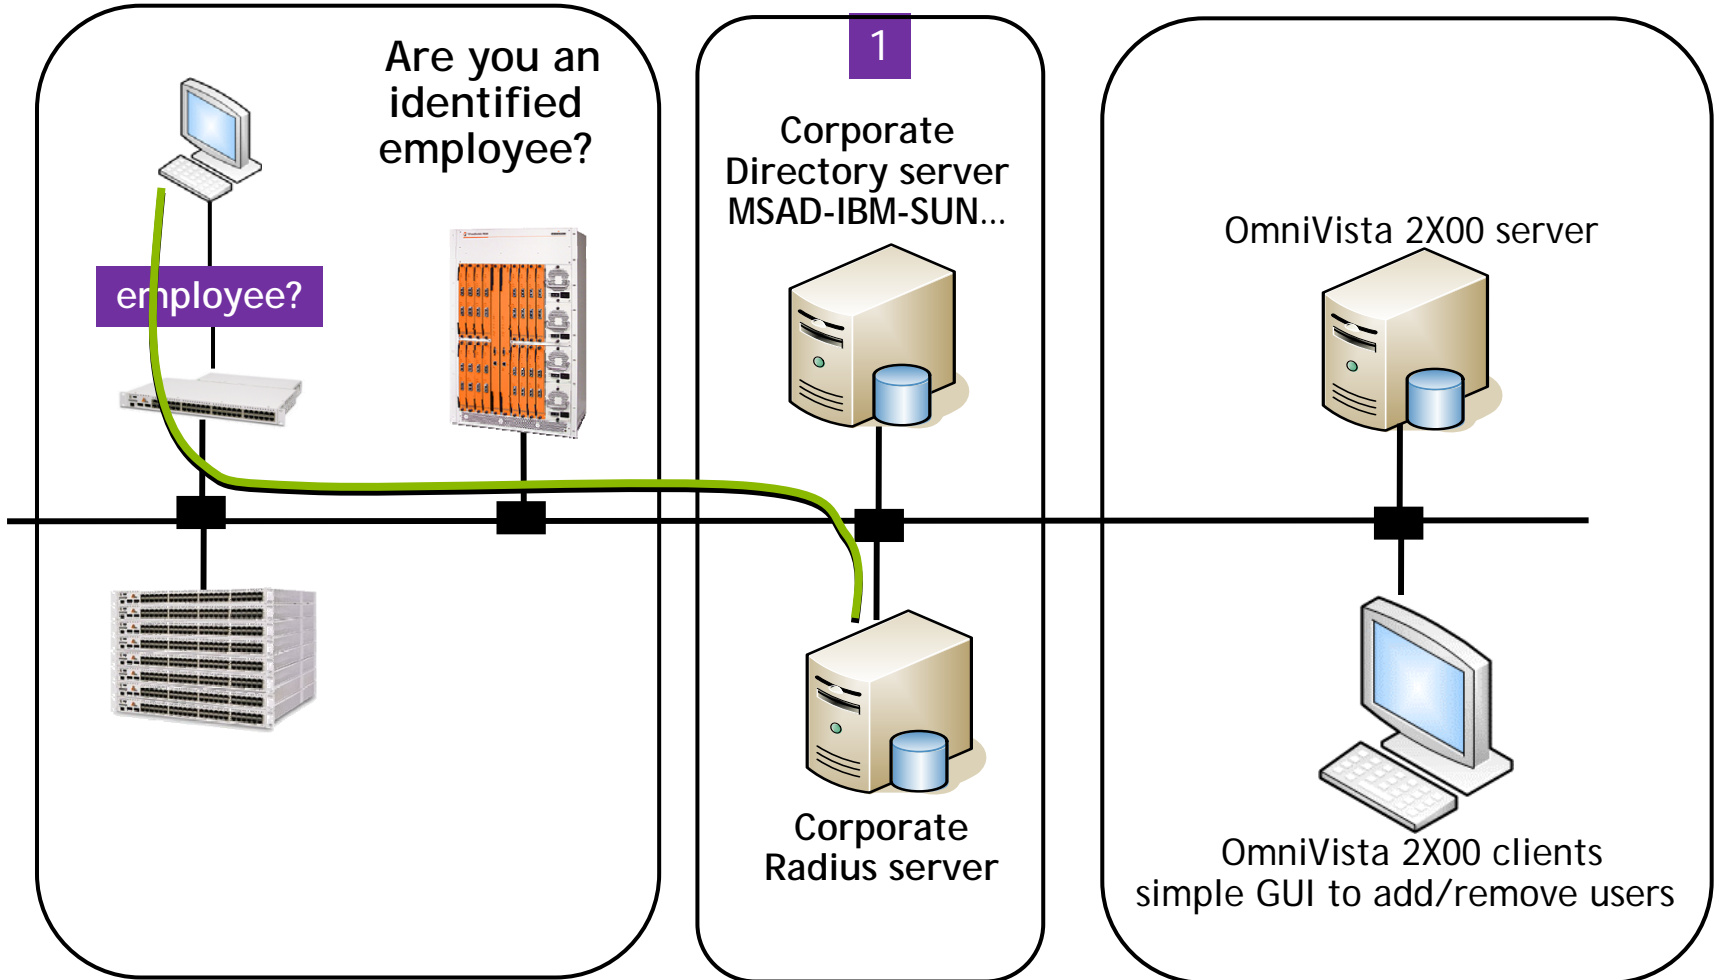 Are you an
identified
employee?
employee?
1
Corporate
Directory server
MSAD-IBM-SUN...
Corporate
Radius server
OmniVista 2X00 server
OmniVista 2X00 clients
simple GUI to add/remove users